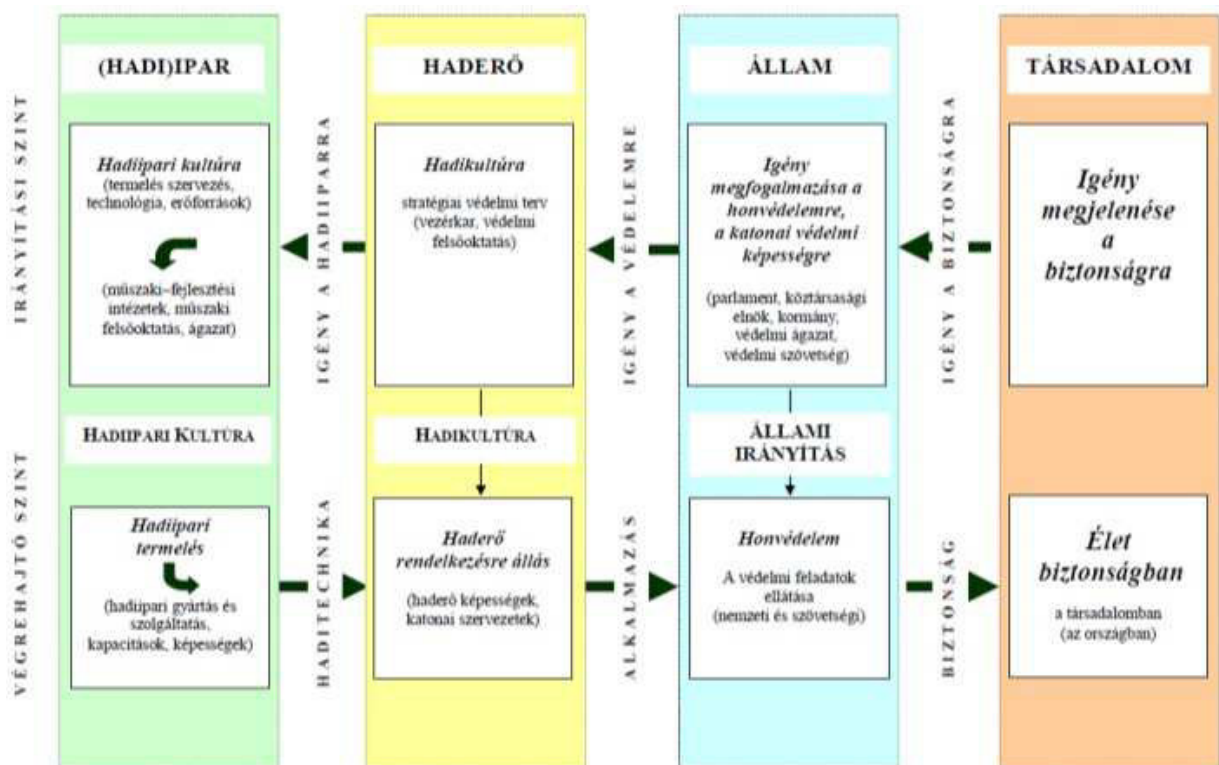 (HADI)IPAR
HADERŐ
ÁLLAM
TÁRSADALOM
IRÁNYÍTÁSI SZINT
Hadiipari kultúra
(termelés szervezés,
technológia, erőforrások)
(műszaki–fejlesztési
intézetek, műszaki
felsőoktatás, ágazat)
IGÉNY A HADIIPARRA
Hadikultúra
stratégiai védelmi terv
(vezérkar, védelmi
felsőoktatás)
IGÉNY A VÉDELEMRE
Igény
megfogalmazása a
honvédelemre,
a katonai védelmi
képességre
(parlament, köztársasági
elnök, kormány,
védelmi ágazat,
védelmi szövetség)
IGÉNY A BIZTONSÁGRA
Igény
megjelenése
a
biztonságra
HADIIPARI KULTÚRA
HADIKULTÚRA
ÁLLAMI
IRÁNYÍTÁS
VÉGREHAJTÓ SZINT
Hadiipari
termelés
(hadiipari gyártás és
szolgáltatás,
kapacitások, képességek)
HADITECHNIKA
Haderő
rendelkezésre állás
(haderő képességek,
katonai szervezetek)
ALKALMAZÁS
Honvédelem
A védelmi feladatok
ellátása
(nemzeti és szövetségi)
BIZTONSÁG
Élet
biztonságban
a társadalomban
(az országban)